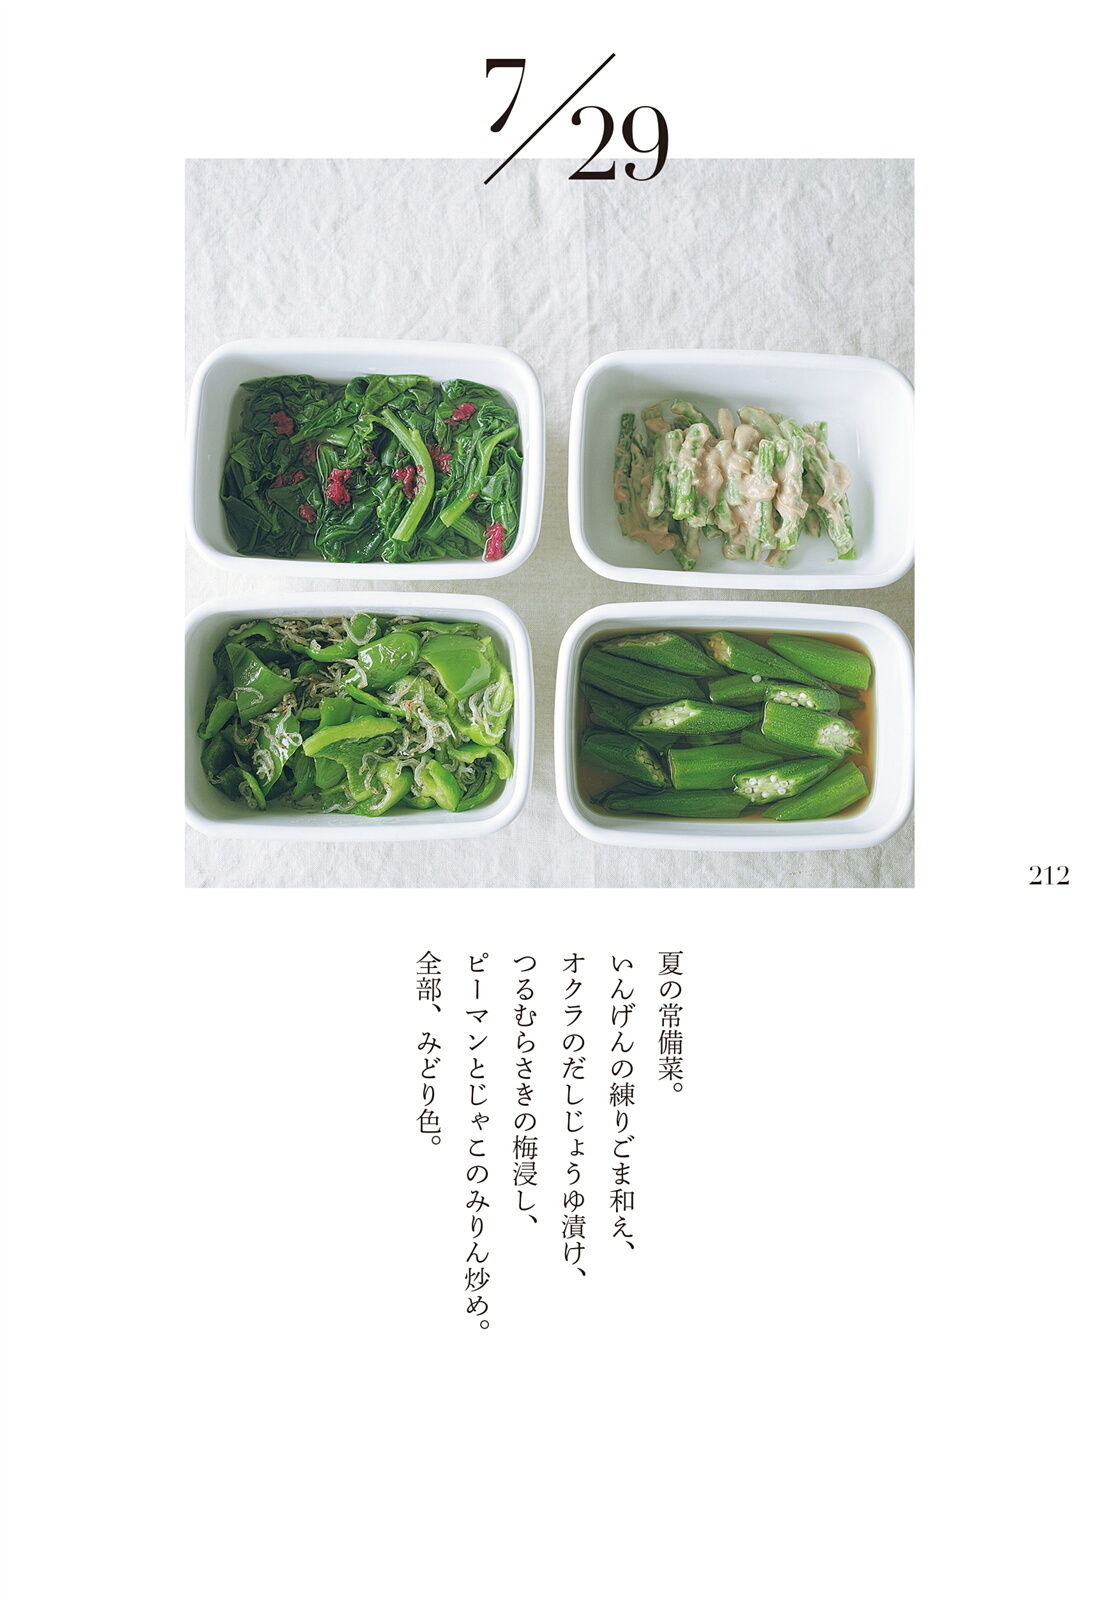 7/29
212
夏の常備菜。
いんげんの練りごま和え、
オクラのだしじょうゆ漬け、
つるむらさきの梅浸し、
ピーマンとじゃこのみりん炒め。
全部、みどり色。